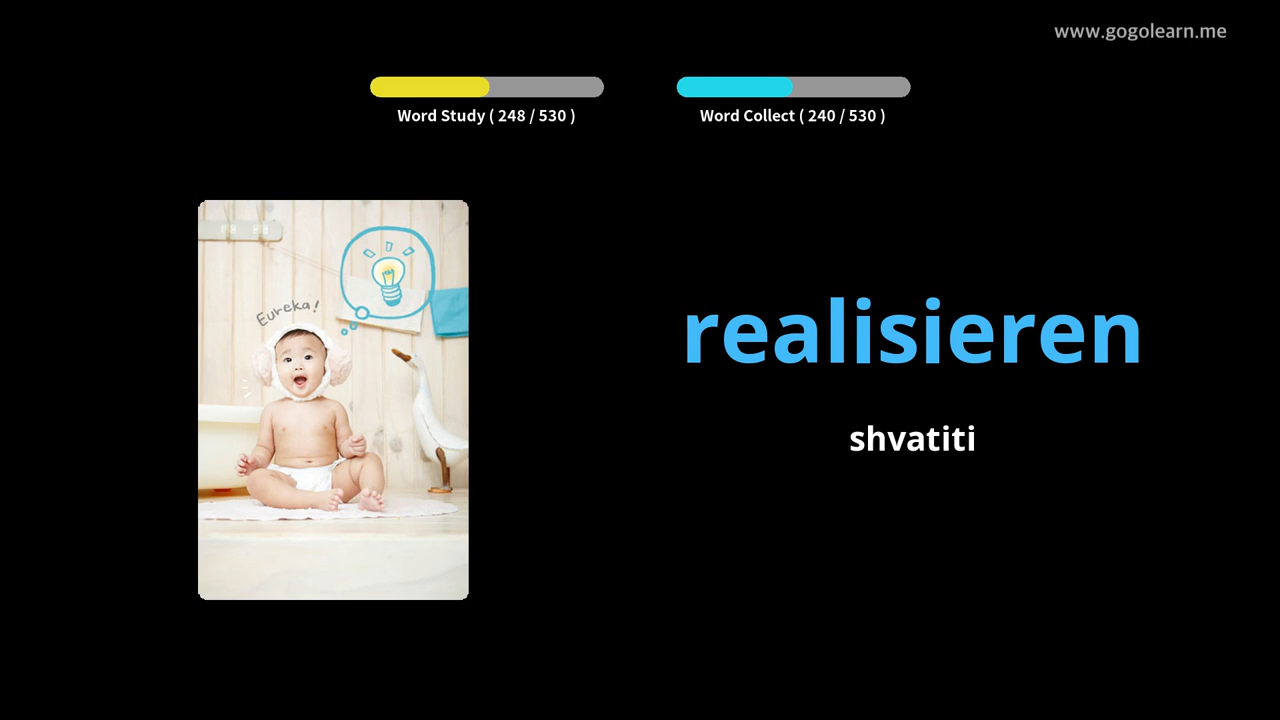 www.gogolearn.me
Word Study ( 248 / 530 )
Word Collect ( 240 / 530 )
Eureka!
realisieren
shvatiti